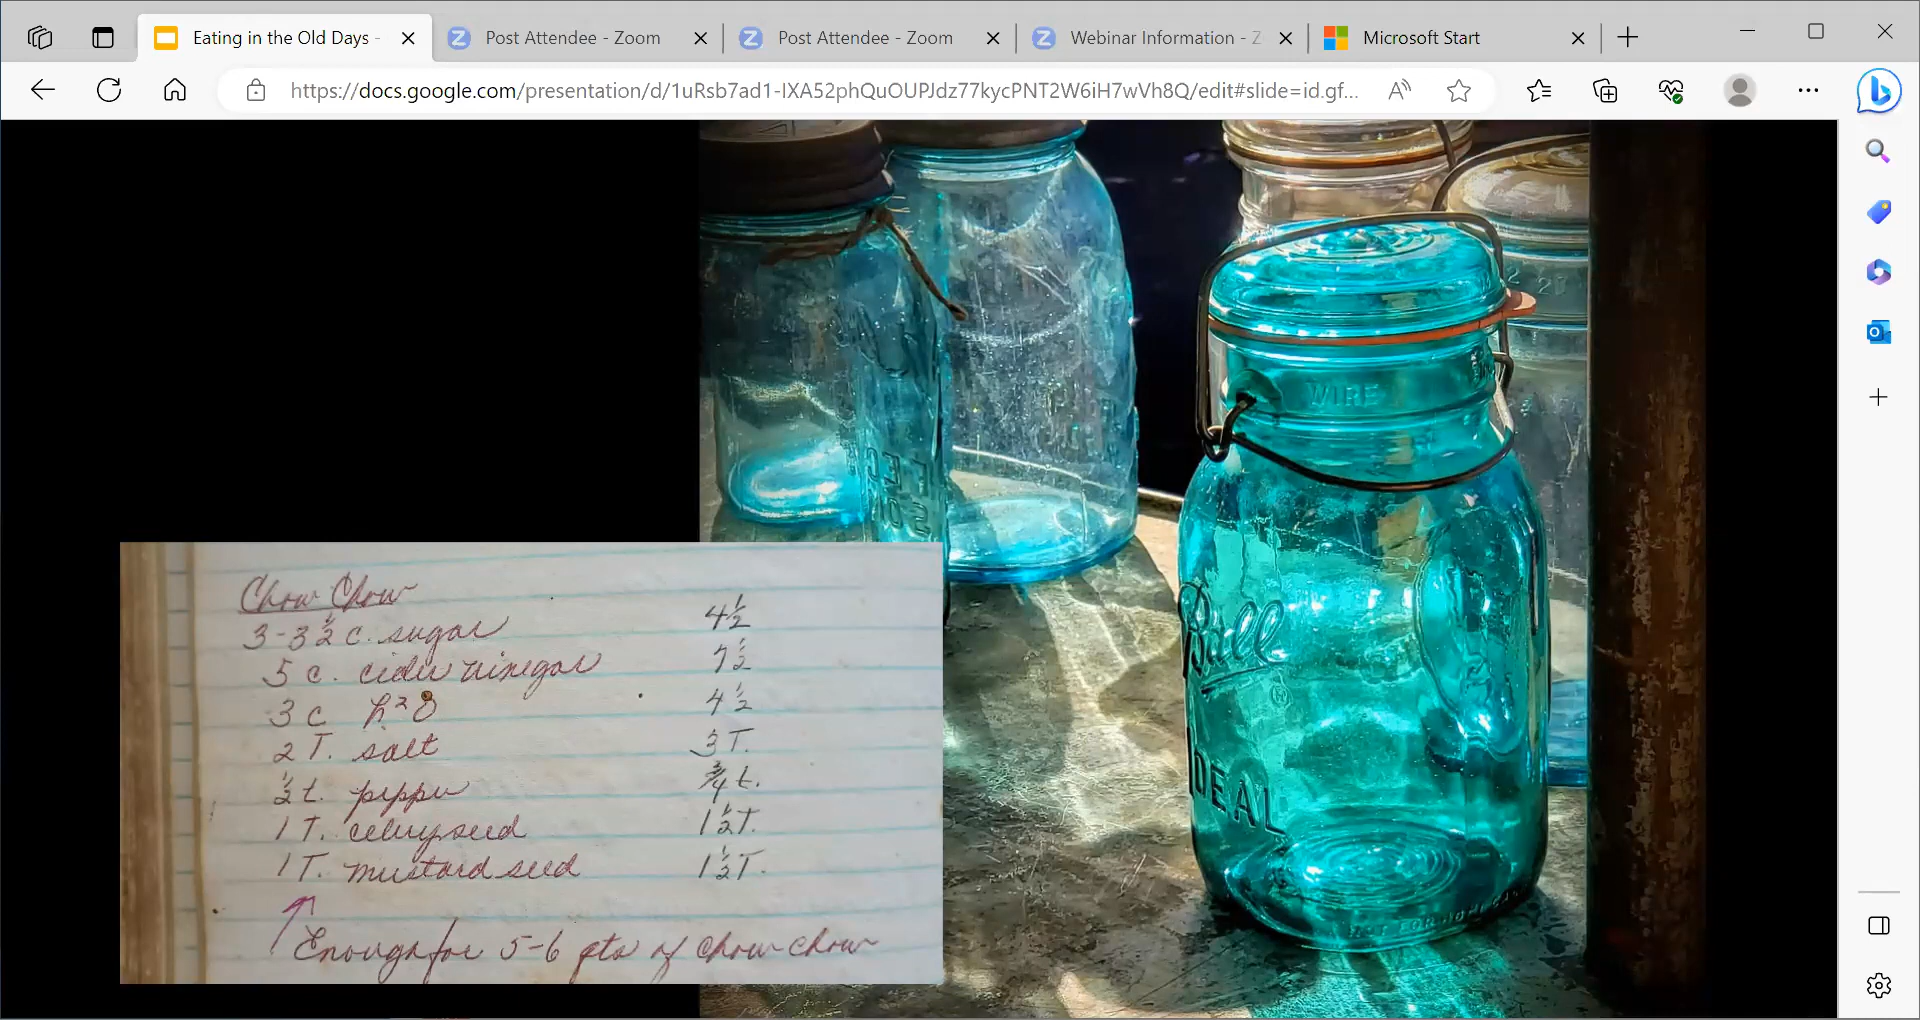 Eating in the Old Days -
Post Attendee - Zoom
Post Attendee - Zoom
Webinar Information - Z
Microsoft Start
https://docs.google.com/presentation/d/1uRsb7ad1-IXA52phQuOUPJdz77kycPNT2W6iH7wVh8Q/edit#slide=id.gf...
WIRE
Ball
®
IDEAL
Chow Chow
3-3½ c. sugar 4½
5 c. cider vinegar 7½
3 c h²O 4½
2 T. salt 3 T.
½ t. pepper ¾ t.
1 T. celery seed 1½ T.
1 T. mustard seed 1½ T.
Enough for 5-6 pts of chow chow